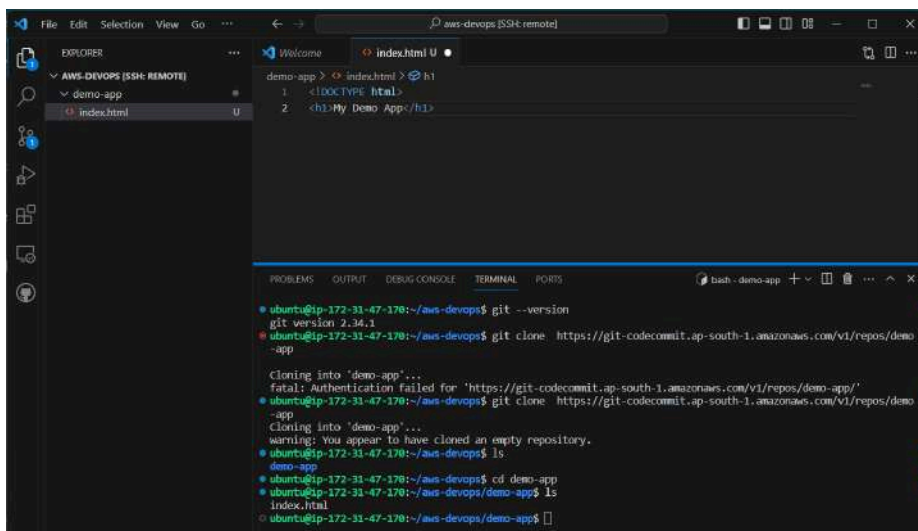 File Edit Selection View Go ··· aws-devops [SSH: remote]
EXPLORER ···
AWS-DEVOPS [SSH: REMOTE]
demo-app
index.html U
Welcome
index.html U ●
demo-app > index.html > h1
1 <!DOCTYPE html>
2 <h1>My Demo App</h1>
PROBLEMS OUTPUT DEBUG CONSOLE TERMINAL PORTS bash - demo-app
ubuntu@ip-172-31-47-170:~/aws-devops$ git --version
git version 2.34.1
ubuntu@ip-172-31-47-170:~/aws-devops$ git clone  https://git-codecommit.ap-south-1.amazonaws.com/v1/repos/demo
-app
Cloning into 'demo-app'...
fatal: Authentication failed for 'https://git-codecommit.ap-south-1.amazonaws.com/v1/repos/demo-app/'
ubuntu@ip-172-31-47-170:~/aws-devops$ git clone  https://git-codecommit.ap-south-1.amazonaws.com/v1/repos/demo
-app
Cloning into 'demo-app'...
warning: You appear to have cloned an empty repository.
ubuntu@ip-172-31-47-170:~/aws-devops$ ls
demo-app
ubuntu@ip-172-31-47-170:~/aws-devops$ cd demo-app
ubuntu@ip-172-31-47-170:~/aws-devops/demo-app$ ls
index.html
ubuntu@ip-172-31-47-170:~/aws-devops/demo-app$